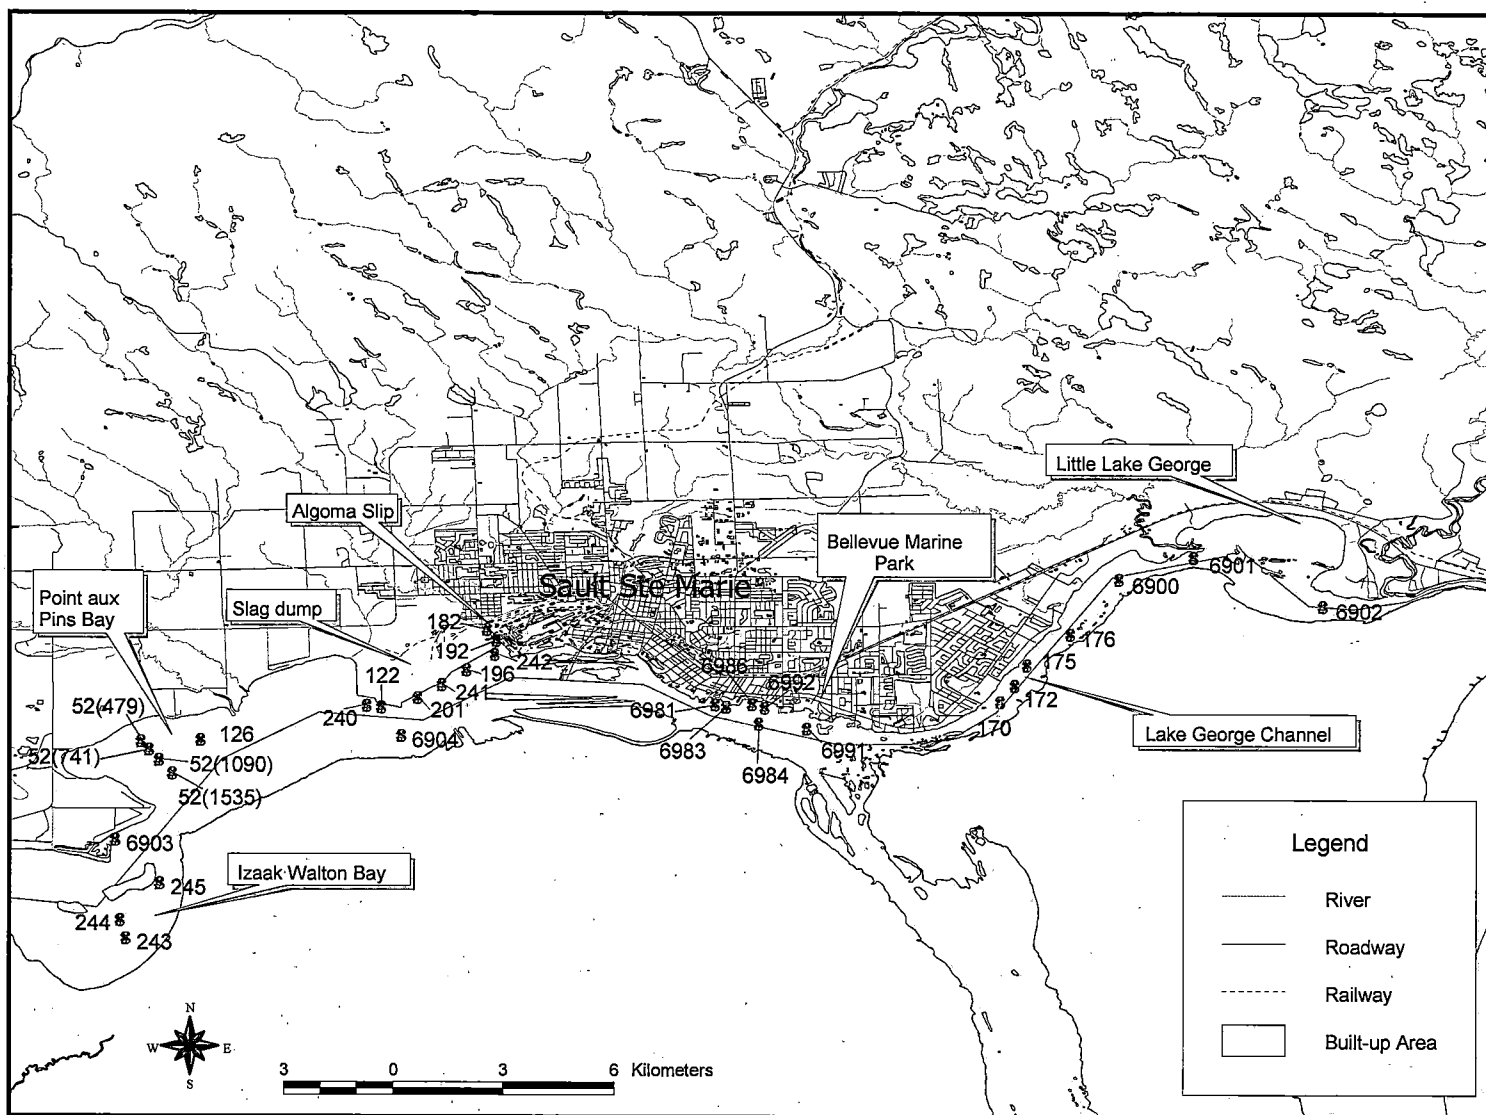 Little Lake George
Algoma Slip
Bellevue Marine
Park
Sault Ste Marie
Point aux
Pins Bay
Slag dump
6901
6900
6902
182
192
242
196
176
175
172
170
122
241
201
240
6904
6986
6992
6981
6983
6984
6991
Lake George Channel
52(479)
126
52(741)
52(1090)
52(1535)
6903
245
244
243
Izaak Walton Bay
Legend
River
Roadway
Railway
Built-up Area
N
W E
S
3 0 3 6 Kilometers